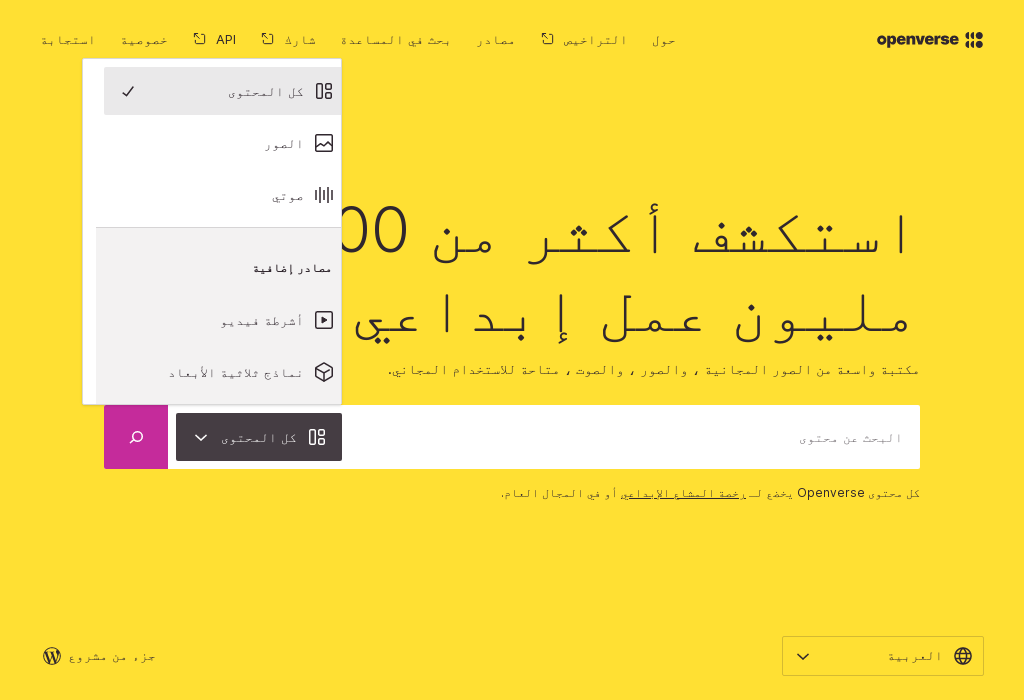 openverse
حول
التراخيص
مصادر
بحث في المساعدة
شارك
API
خصوصية
استجابة
كل المحتوى
الصور
صوتي
مصادر إضافية
أشرطة فيديو
نماذج ثلاثية الأبعاد
استكشف أكثر من 00
مليون عمل إبداعي
مكتبة واسعة من الصور المجانية ، والصور ، والصوت ، متاحة للاستخدام المجاني.
البحث عن محتوى
كل المحتوى
كل محتوى Openverse يخضع لـ رخصة المشاع الإبداعي أو في المجال العام.
العربية
جزء من مشروع